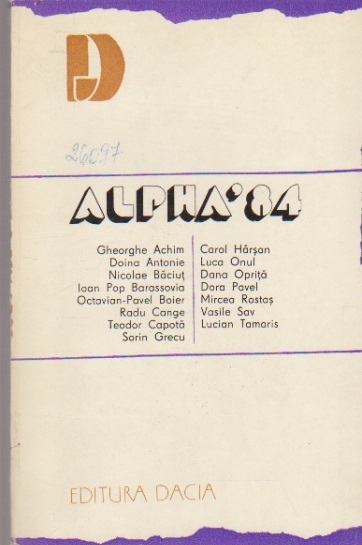 26097
ALPHA'84
Gheorghe Achim
Doina Antonie
Nicolae Băciuț
Ioan Pop Barassovia
Octavian-Pavel Boier
Radu Cange
Teodor Capotă
Sorin Grecu
Carol Hârșan
Luca Onul
Dana Opriță
Dora Pavel
Mircea Rostaș
Vasile Sav
Lucian Tamaris
EDITURA DACIA